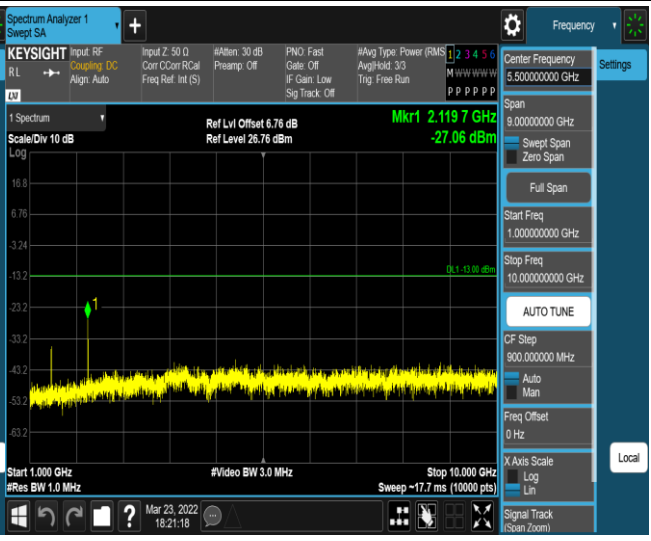 Spectrum Analyzer 1
Swept SA
+
Frequency
KEYSIGHT
RL
LXI
Input: RF
Coupling: DC
Align: Auto
Input Z: 50 Ω
Corr CCorr RCal
Freq Ref: Int (S)
#Atten: 30 dB
Preamp: Off
PNO: Fast
Gate: Off
IF Gain: Low
Sig Track: Off
#Avg Type: Power (RMS
Avg|Hold: 3/3
Trig: Free Run
1 2 3 4 5 6
M W W W W W
P P P P P P
1 Spectrum
Scale/Div 10 dB
Ref Lvl Offset 6.76 dB
Ref Level 26.76 dBm
Mkr1 2.119 7 GHz
-27.06 dBm
Log
16.8
6.76
-3.24
-13.2
-23.2
-33.2
-43.2
-53.2
-63.2
DL1 -13.00 dBm
1
Start 1.000 GHz
#Res BW 1.0 MHz
#Video BW 3.0 MHz
Stop 10.000 GHz
Sweep ~17.7 ms (10000 pts)
?
Mar 23, 2022
18:21:18
Center Frequency
5.500000000 GHz
Span
9.00000000 GHz
Swept Span
Zero Span
Full Span
Start Freq
1.000000000 GHz
Stop Freq
10.000000000 GHz
AUTO TUNE
CF Step
900.000000 MHz
Auto
Man
Freq Offset
0 Hz
X Axis Scale
Log
Lin
Signal Track
(Span Zoom)
Settings
Local